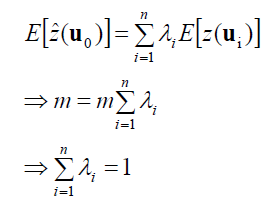 E[ẑ(u₀)] = ∑ᵢ₌₁ⁿ λᵢ E[z(uᵢ)]
⇒ m = m ∑ᵢ₌₁ⁿ λᵢ
⇒ ∑ᵢ₌₁ⁿ λᵢ = 1